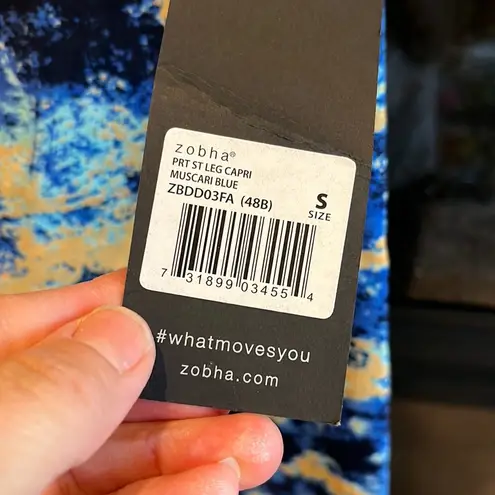 zobha®
PRT ST LEG CAPRI
MUSCARI BLUE
ZBDD03FA (48B)
S
SIZE
7 31899 03455 4
#whatmovesyou
zobha.com